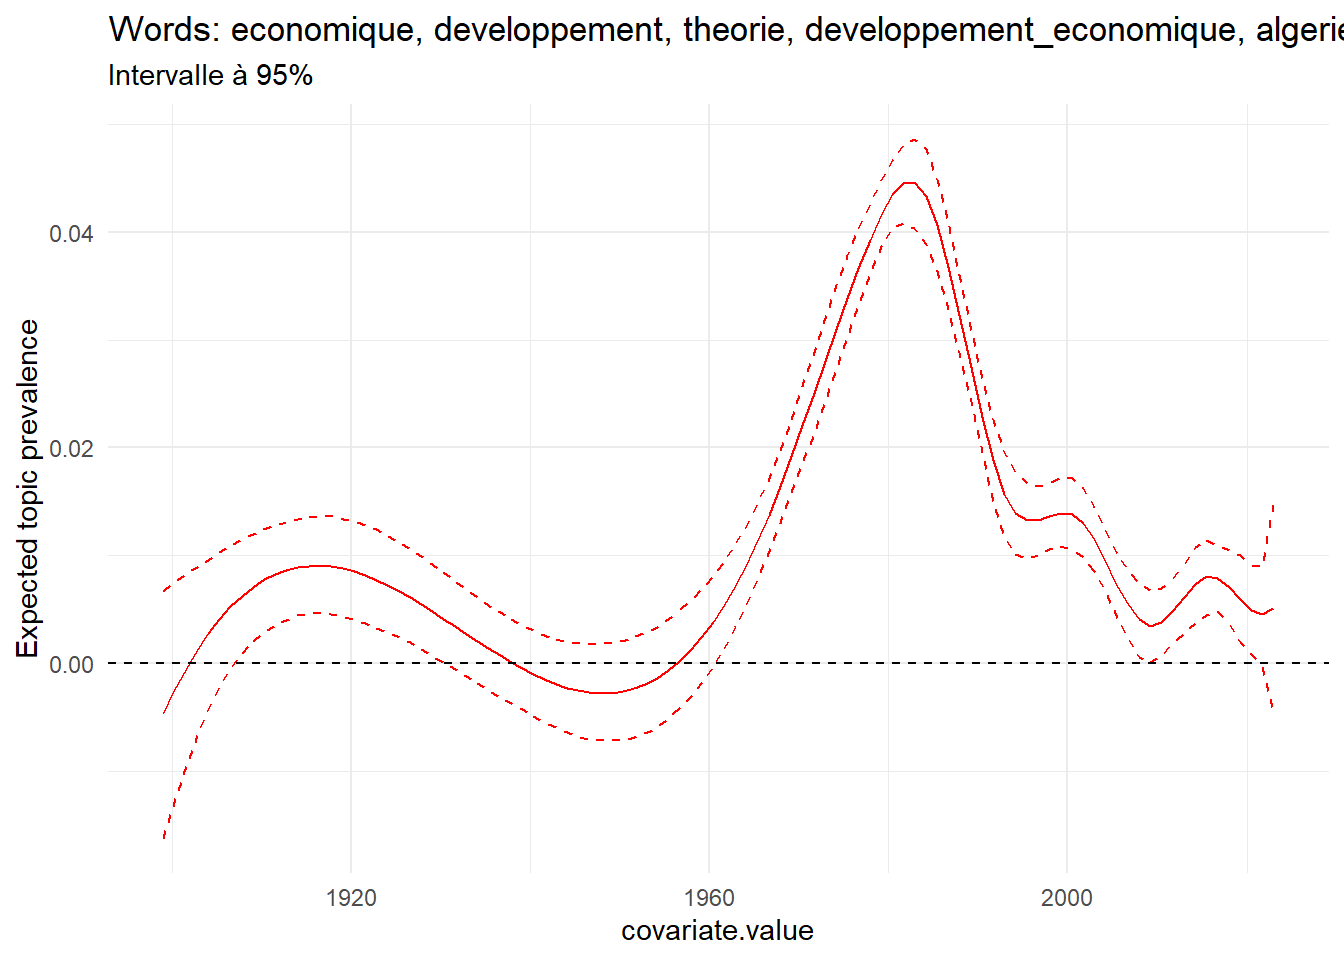 Words: economique, developpement, theorie, developpement_economique, algerie
Intervalle à 95%
Expected topic prevalence
0.04
0.02
0.00
1920
1960
2000
covariate.value